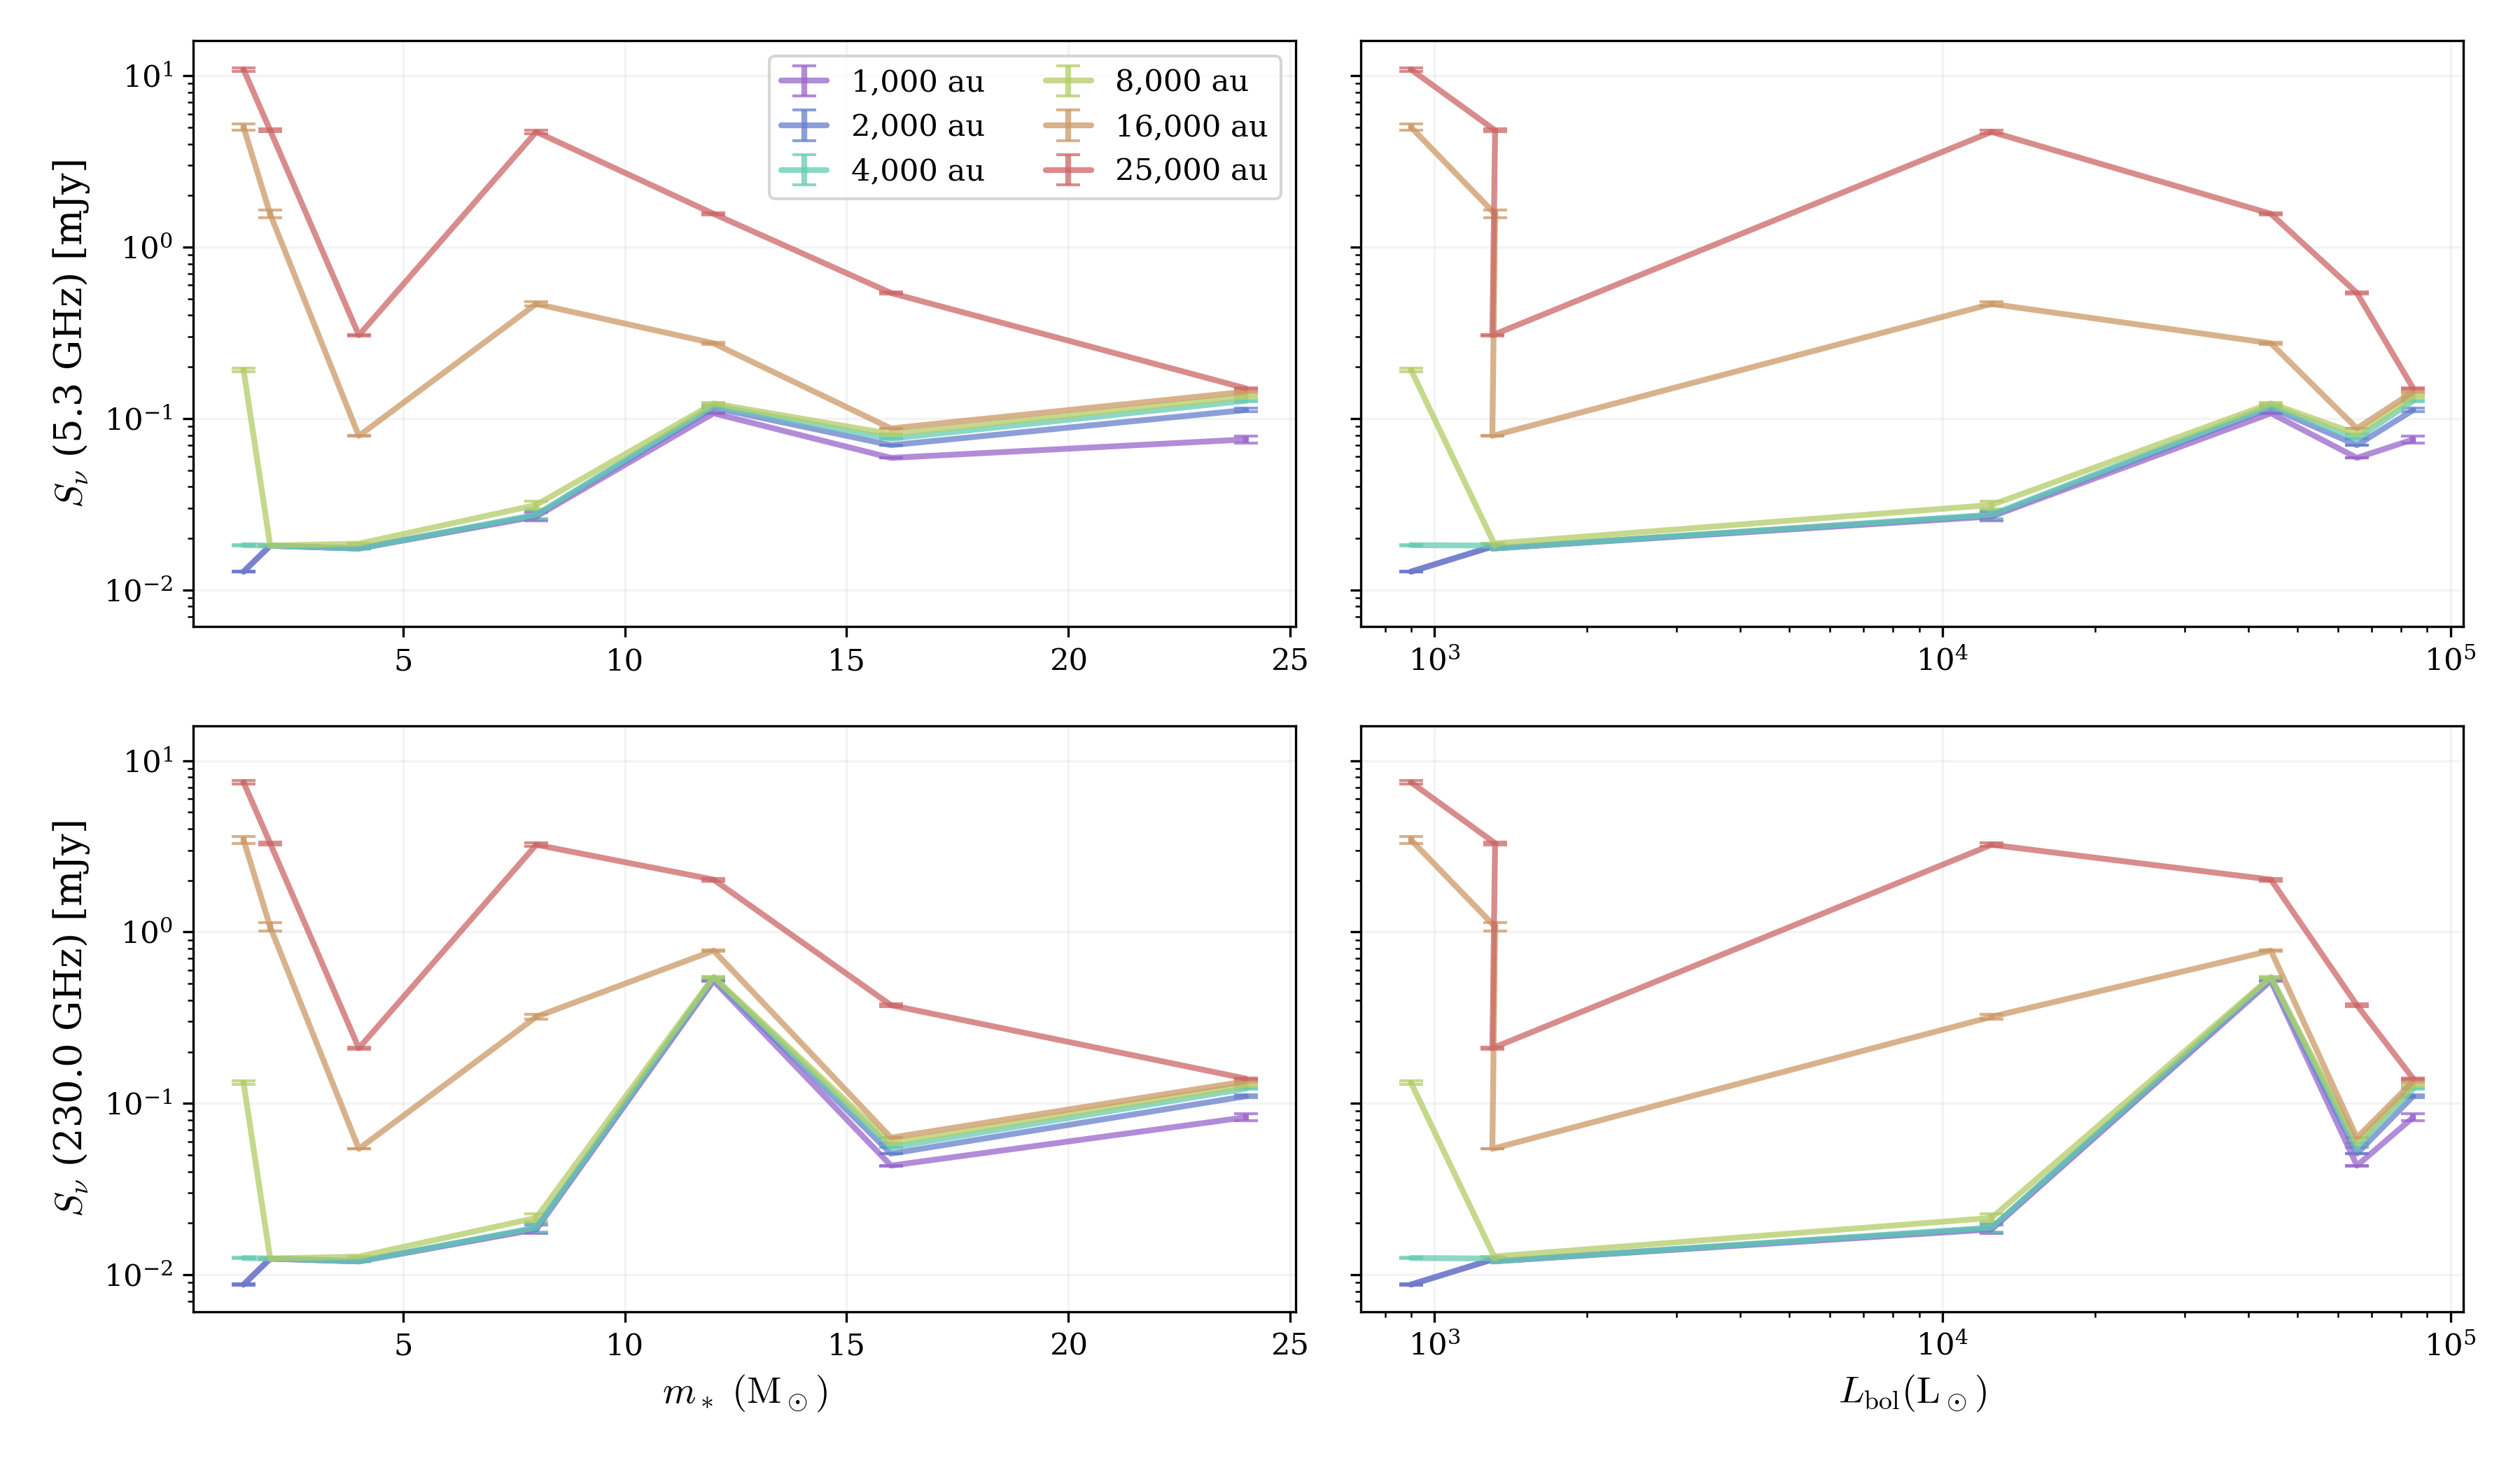 S_ν (5.3 GHz) [mJy]
10¹
10⁰
10⁻¹
10⁻²
1,000 au
2,000 au
4,000 au
8,000 au
16,000 au
25,000 au
5 10 15 20 25
10³ 10⁴ 10⁵
S_ν (230.0 GHz) [mJy]
10¹
10⁰
10⁻¹
10⁻²
5 10 15 20 25
m_* (M_⊙)
10³ 10⁴ 10⁵
L_bol(L_⊙)